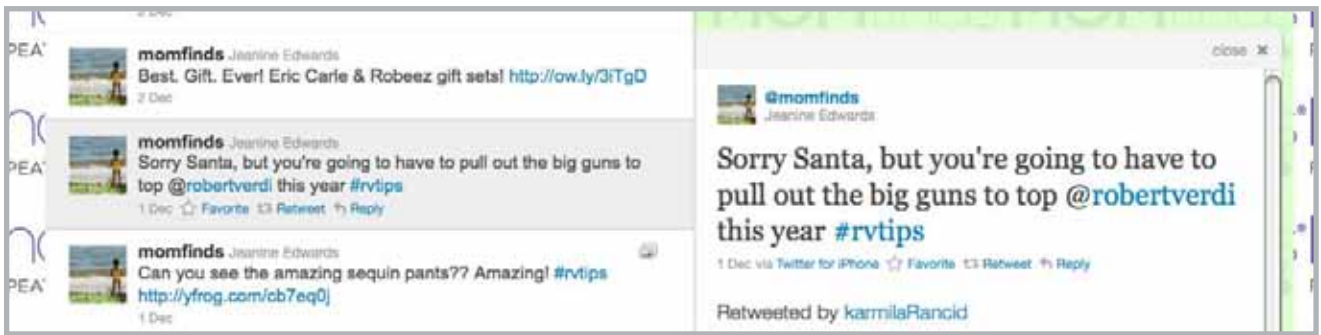 2 Dec
momfinds Jeanine Edwards
Best. Gift. Ever! Eric Carle & Robeez gift sets! http://ow.ly/3iTgD
2 Dec
momfinds Jeanine Edwards
Sorry Santa, but you're going to have to pull out the big guns to
top @robertverdi this year #rvtips
1 Dec Favorite Retweet Reply
momfinds Jeanine Edwards
Can you see the amazing sequin pants?? Amazing! #rvtips
http://yfrog.com/cb7eq0j
1 Dec
close ✖
@momfinds
Jeanine Edwards
Sorry Santa, but you're going to have to
pull out the big guns to top @robertverdi
this year #rvtips
1 Dec via Twitter for iPhone Favorite Retweet Reply
Retweeted by karmilaRancid